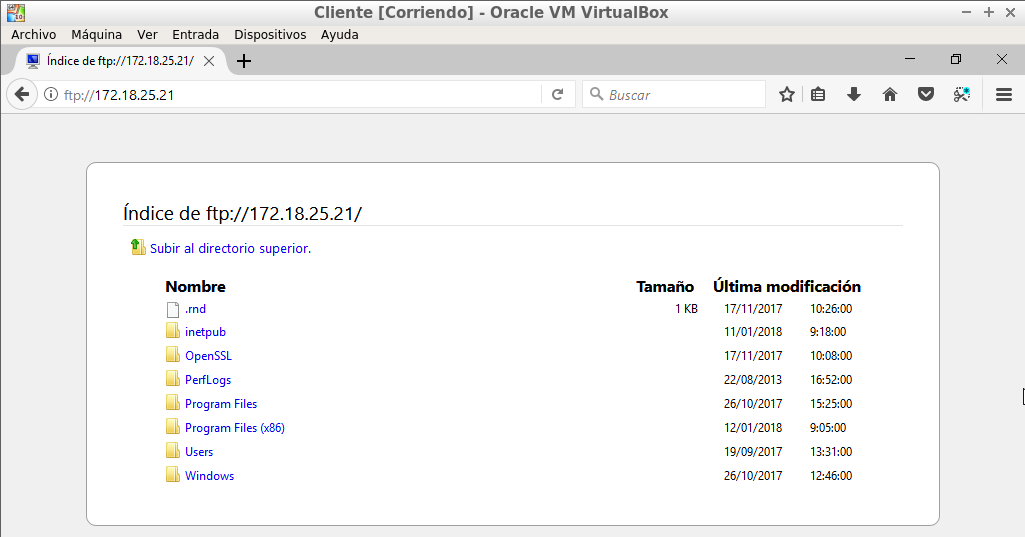 Cliente [Corriendo] - Oracle VM VirtualBox
Archivo Máquina Ver Entrada Dispositivos Ayuda
Índice de ftp://172.18.25.21/
ftp://172.18.25.21 Buscar
Índice de ftp://172.18.25.21/
Subir al directorio superior.
Nombre Tamaño Última modificación
.rnd 1 KB 17/11/2017 10:26:00
inetpub 11/01/2018 9:18:00
OpenSSL 17/11/2017 10:08:00
PerfLogs 22/08/2013 16:52:00
Program Files 26/10/2017 15:25:00
Program Files (x86) 12/01/2018 9:05:00
Users 19/09/2017 13:31:00
Windows 26/10/2017 12:46:00